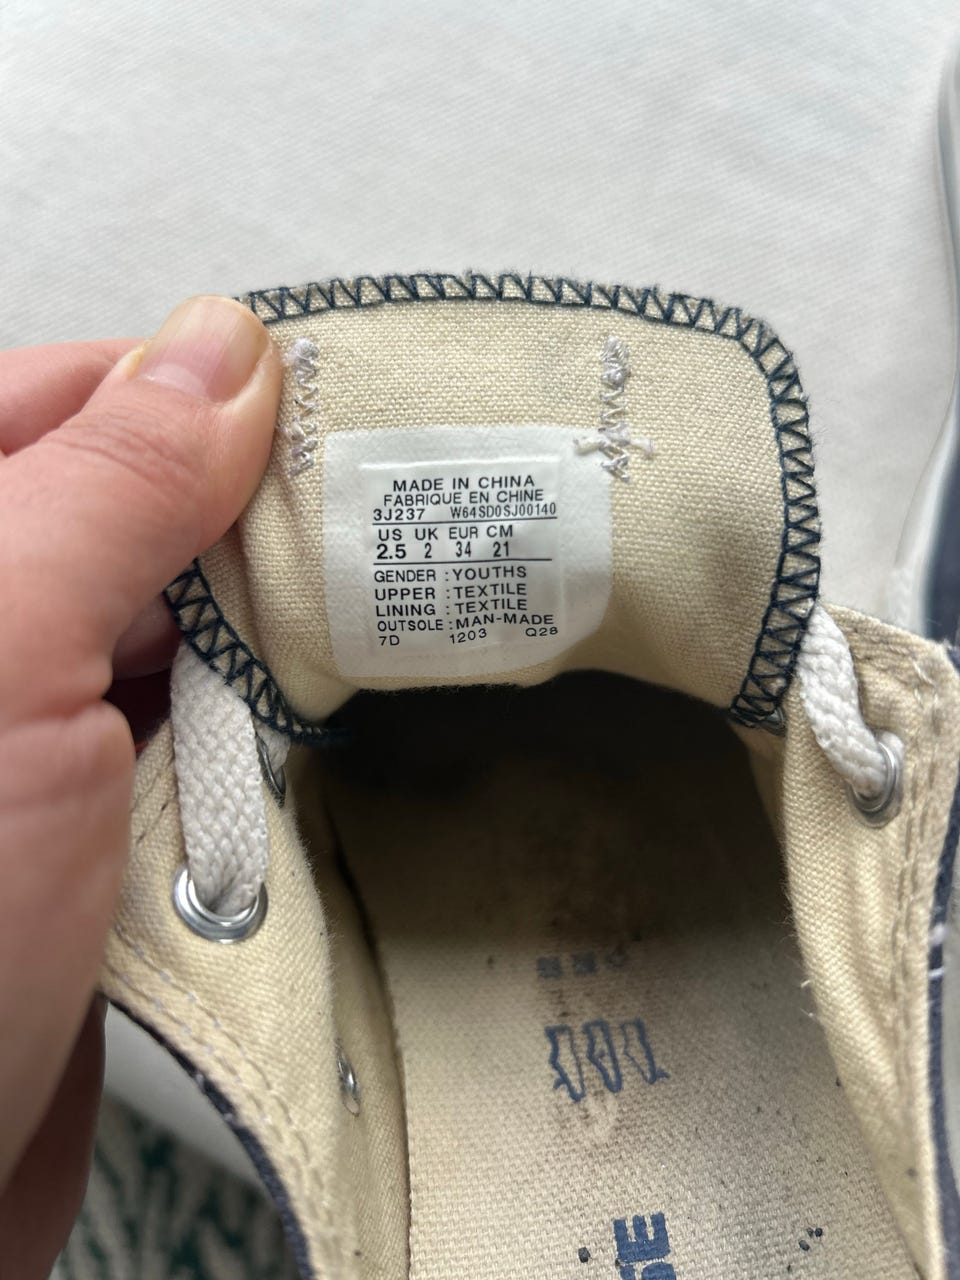 MADE IN CHINA
FABRIQUE EN CHINE
3J237 W64SD0SJ00140
US UK EUR CM
2.5 2 34 21
GENDER : YOUTHS
UPPER : TEXTILE
LINING : TEXTILE
OUTSOLE : MAN-MADE
7D 1203 Q28